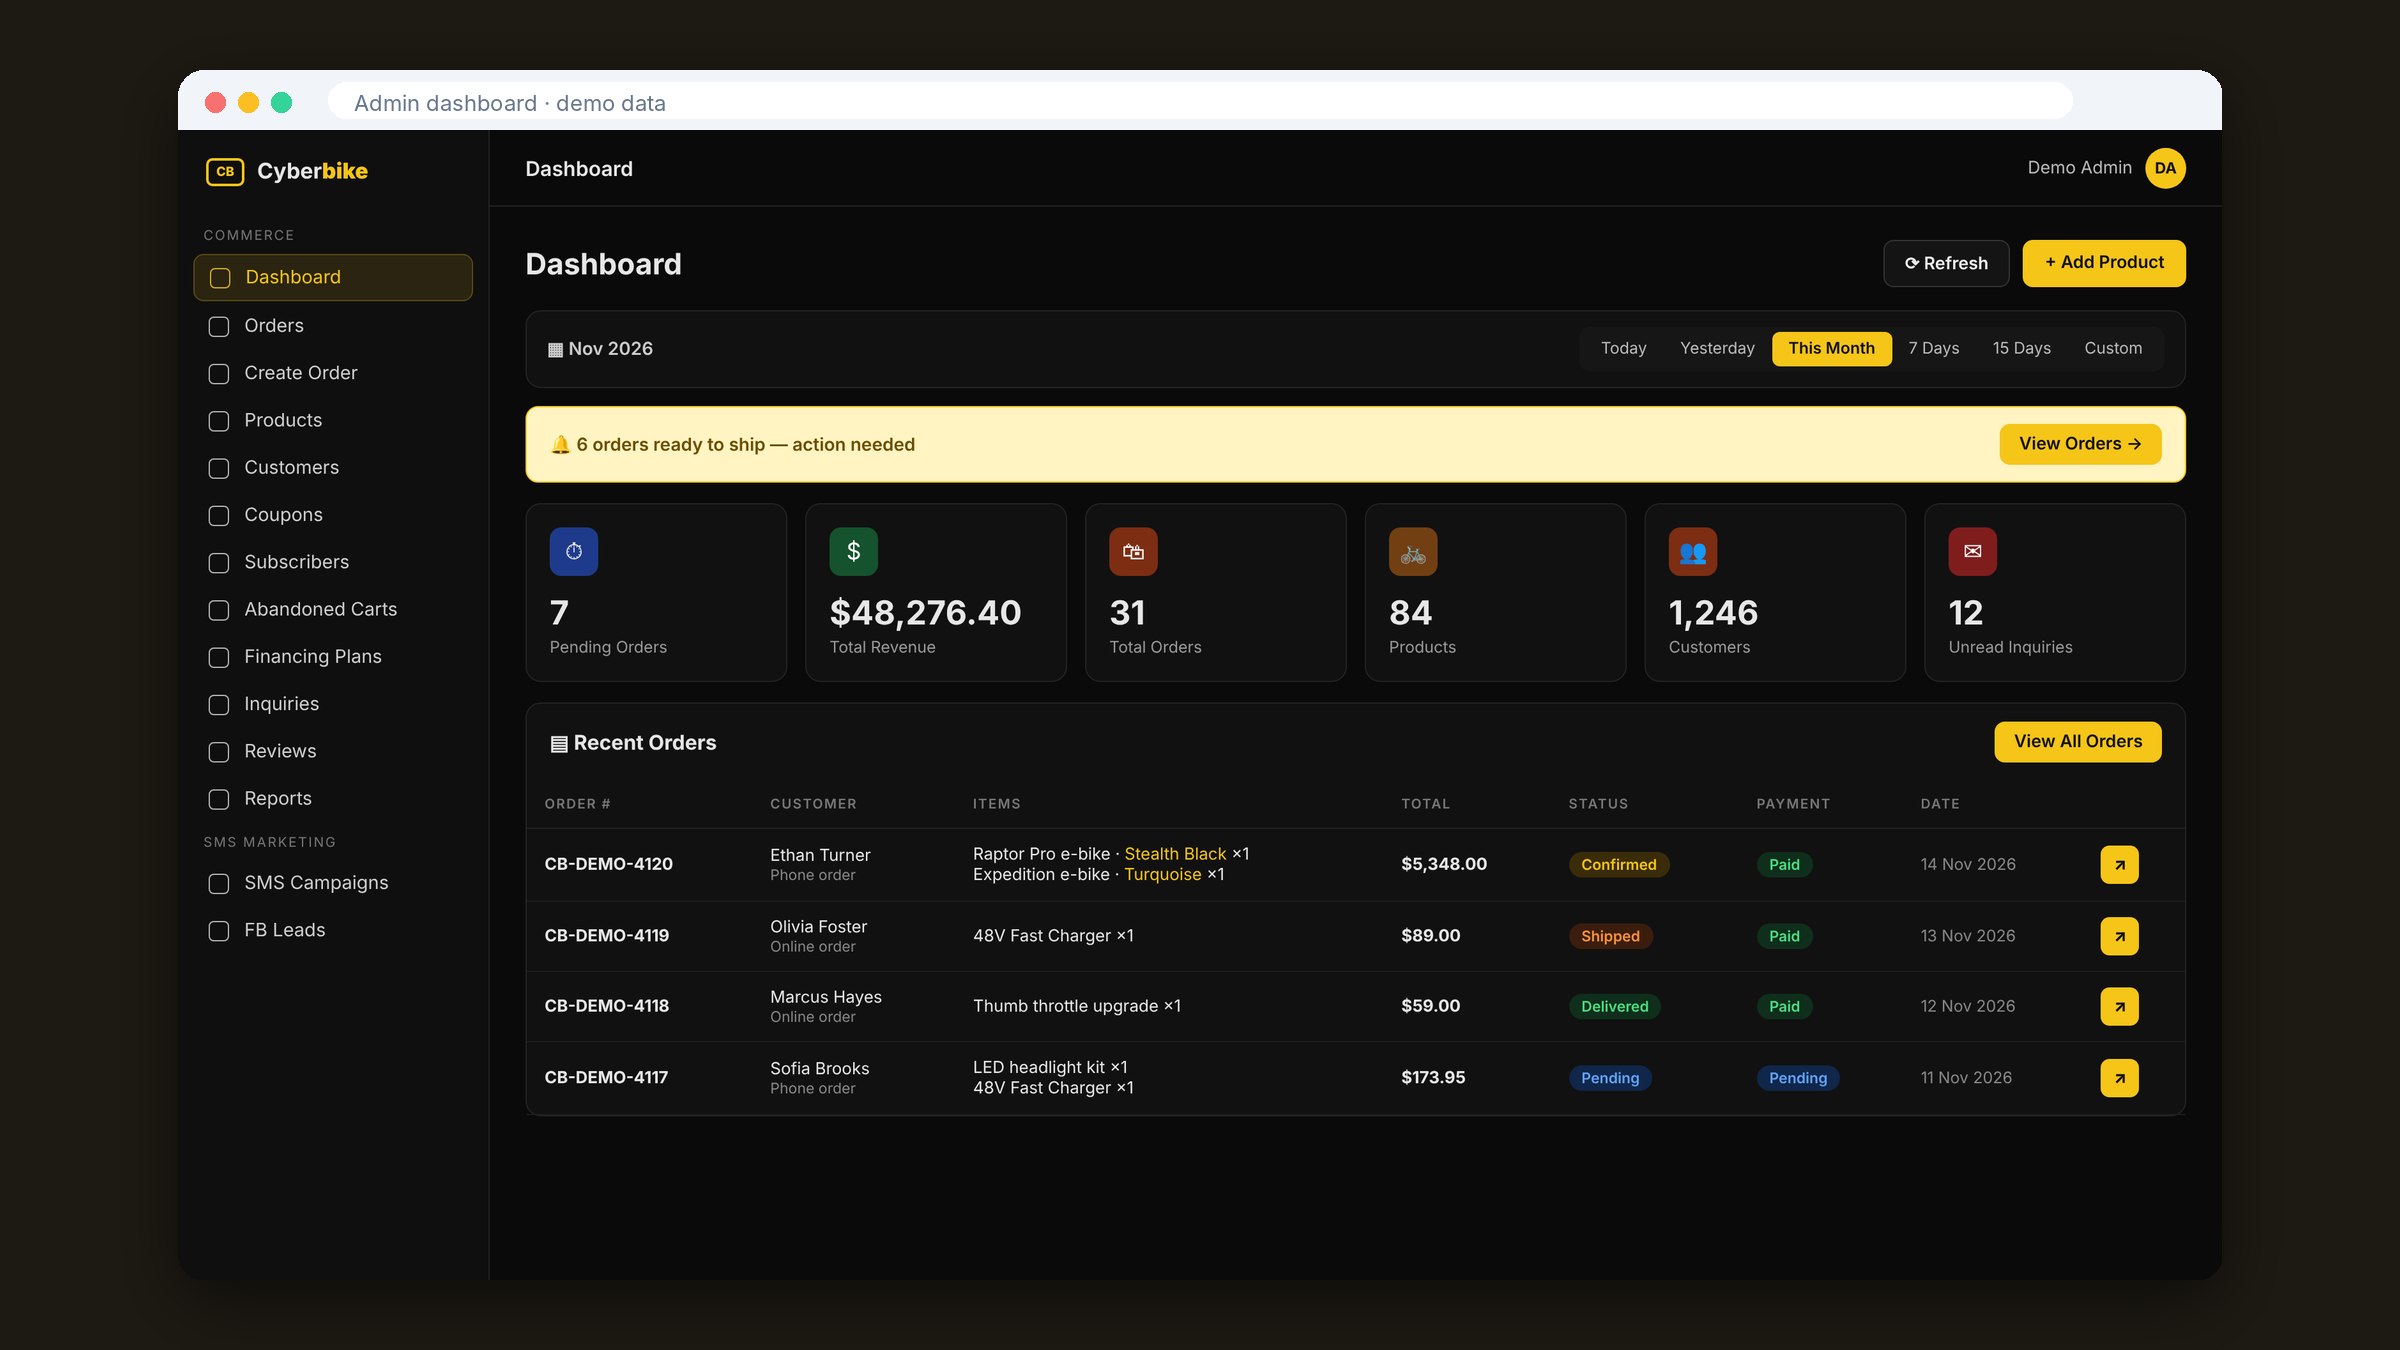 Admin dashboard · demo data
CB Cyberbike
COMMERCE
Dashboard
Orders
Create Order
Products
Customers
Coupons
Subscribers
Abandoned Carts
Financing Plans
Inquiries
Reviews
Reports
SMS MARKETING
SMS Campaigns
FB Leads
Dashboard
Demo Admin DA
Dashboard
⟳ Refresh
+ Add Product
Nov 2026
Today Yesterday This Month 7 Days 15 Days Custom
🔔 6 orders ready to ship — action needed
View Orders →
7
Pending Orders
$
$48,276.40
Total Revenue
31
Total Orders
84
Products
1,246
Customers
12
Unread Inquiries
Recent Orders
View All Orders
ORDER # CUSTOMER ITEMS TOTAL STATUS PAYMENT DATE
CB-DEMO-4120
Ethan Turner
Phone order
Raptor Pro e-bike · Stealth Black ×1
Expedition e-bike · Turquoise ×1
$5,348.00
Confirmed
Paid
14 Nov 2026
CB-DEMO-4119
Olivia Foster
Online order
48V Fast Charger ×1
$89.00
Shipped
Paid
13 Nov 2026
CB-DEMO-4118
Marcus Hayes
Online order
Thumb throttle upgrade ×1
$59.00
Delivered
Paid
12 Nov 2026
CB-DEMO-4117
Sofia Brooks
Phone order
LED headlight kit ×1
48V Fast Charger ×1
$173.95
Pending
Pending
11 Nov 2026